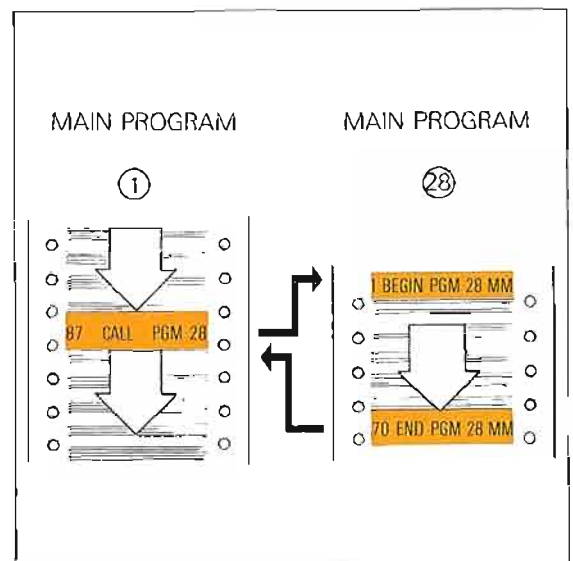 MAIN PROGRAM
1
87 CALL PGM 28
MAIN PROGRAM
28
1 BEGIN PGM 28 MM
70 END PGM 28 MM